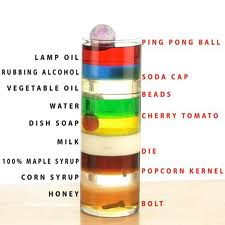 LAMP OIL
RUBBING ALCOHOL
VEGETABLE OIL
WATER
DISH SOAP
MILK
100% MAPLE SYRUP
CORN SYRUP
HONEY
PING PONG BALL
SODA CAP
BEADS
CHERRY TOMATO
DIE
POPCORN KERNEL
BOLT